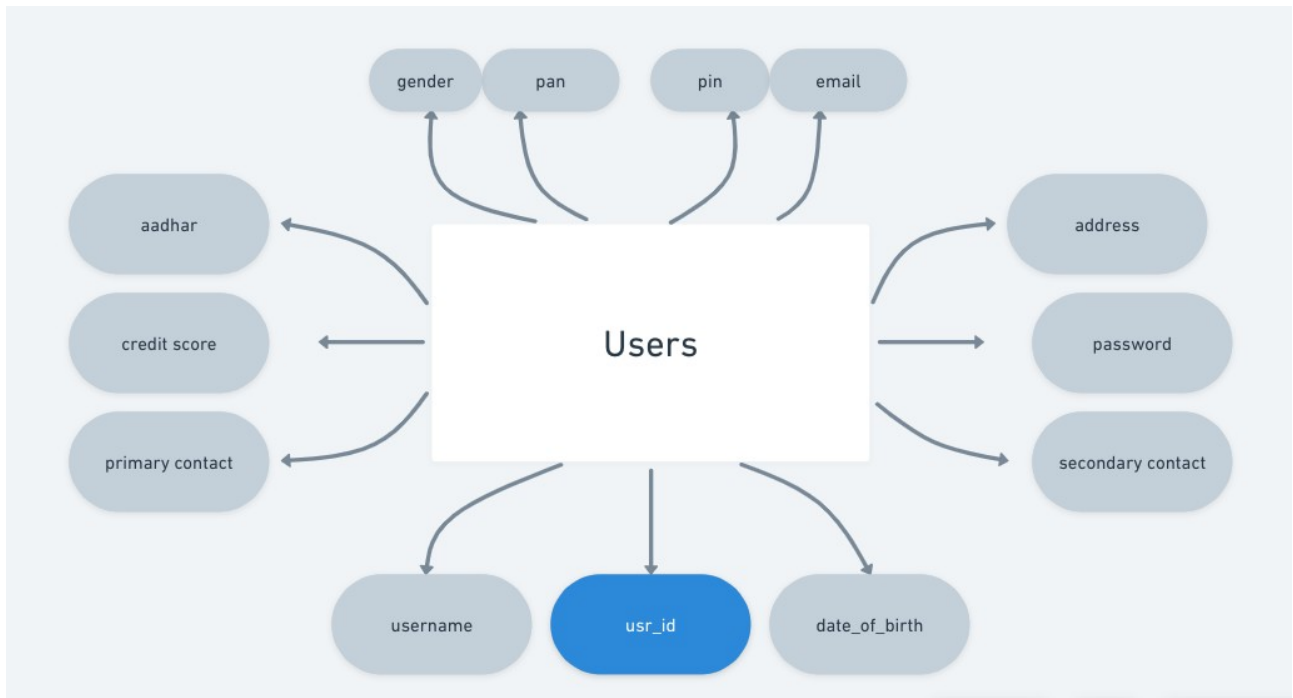 gender
pan
pin
email
aadhar
address
credit score
Users
password
primary contact
secondary contact
username
usr_id
date_of_birth